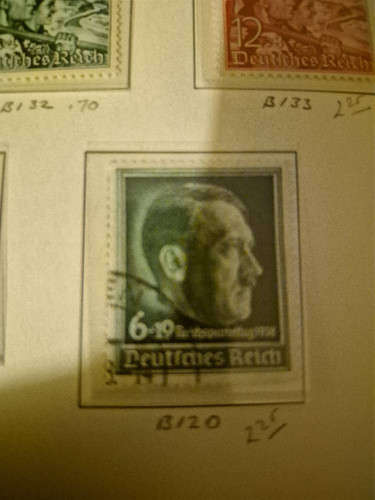 Deutsches Reich
12
Deutsches Reich
B132 .70
B133 2 25
6+19 Reichsparteitag 1938
Deutsches Reich
B120 2 25